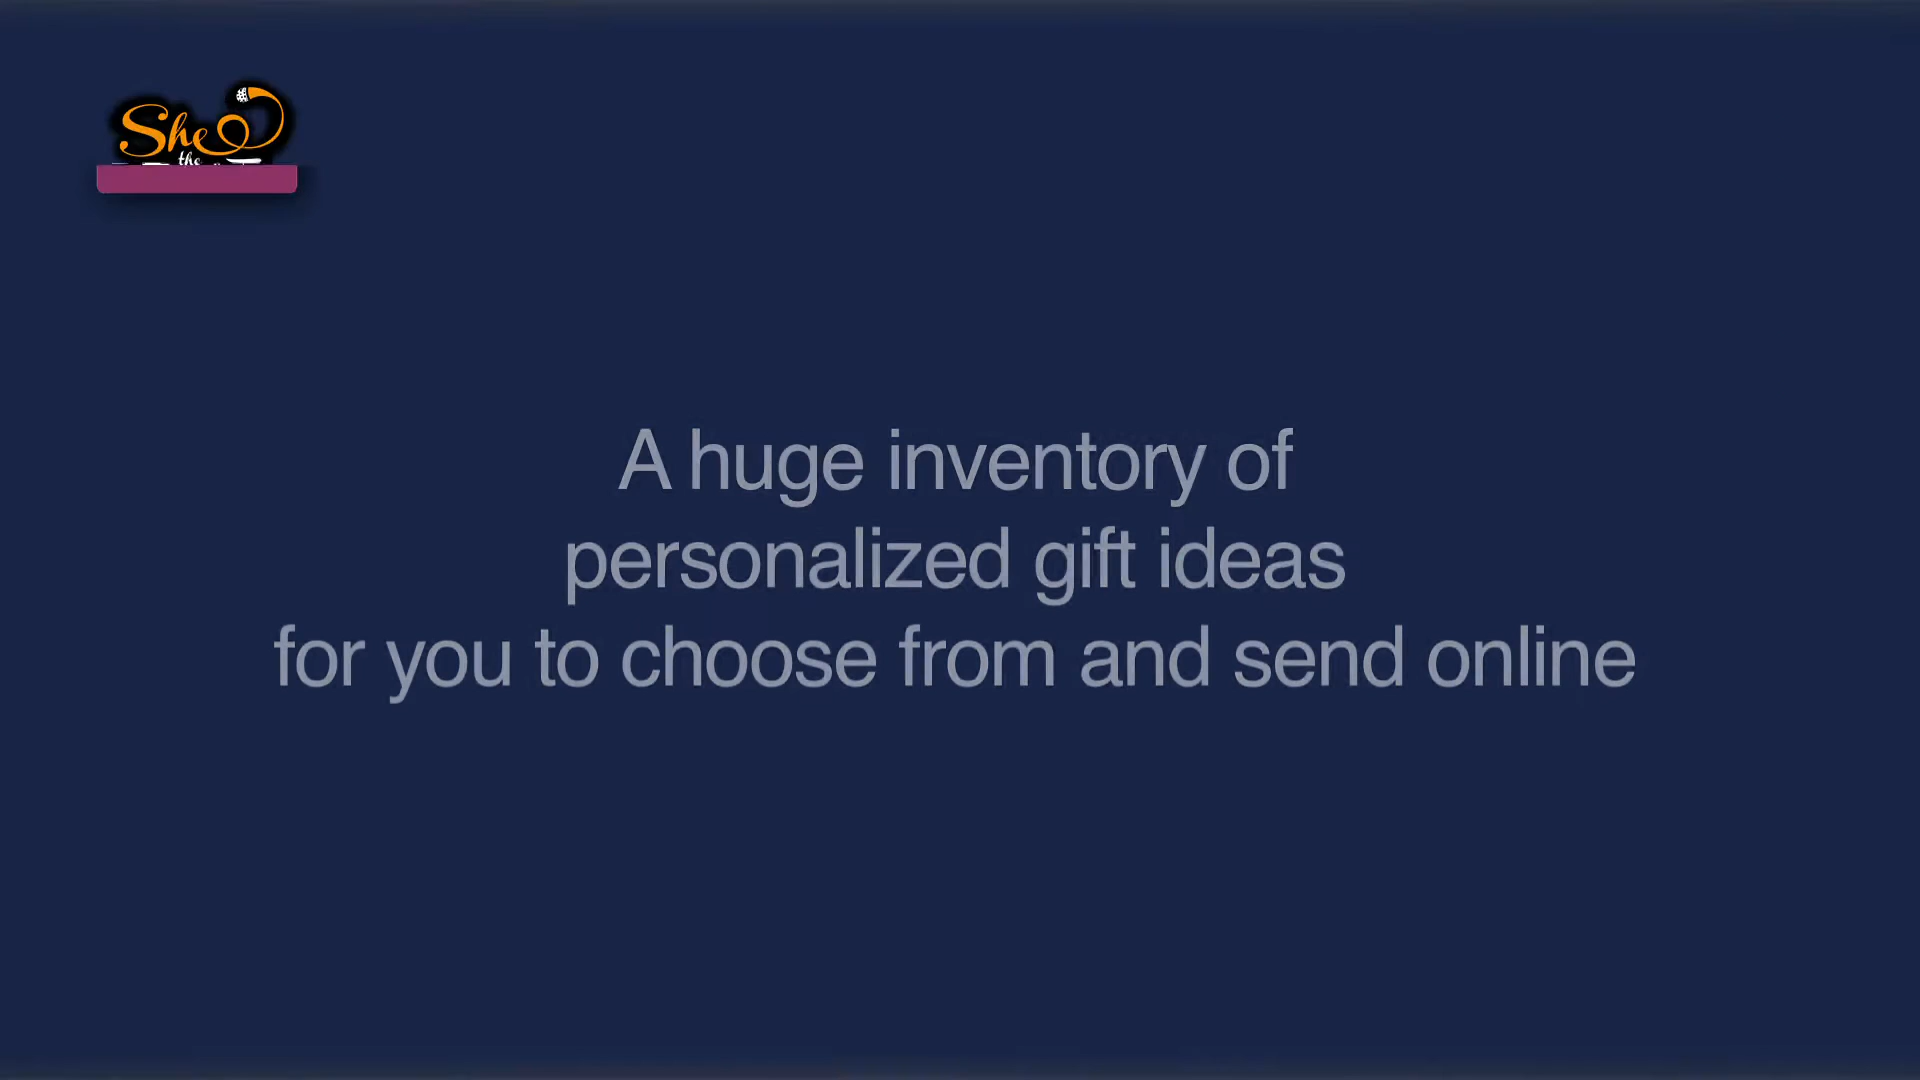 She
the
A huge inventory of
personalized gift ideas
for you to choose from and send online